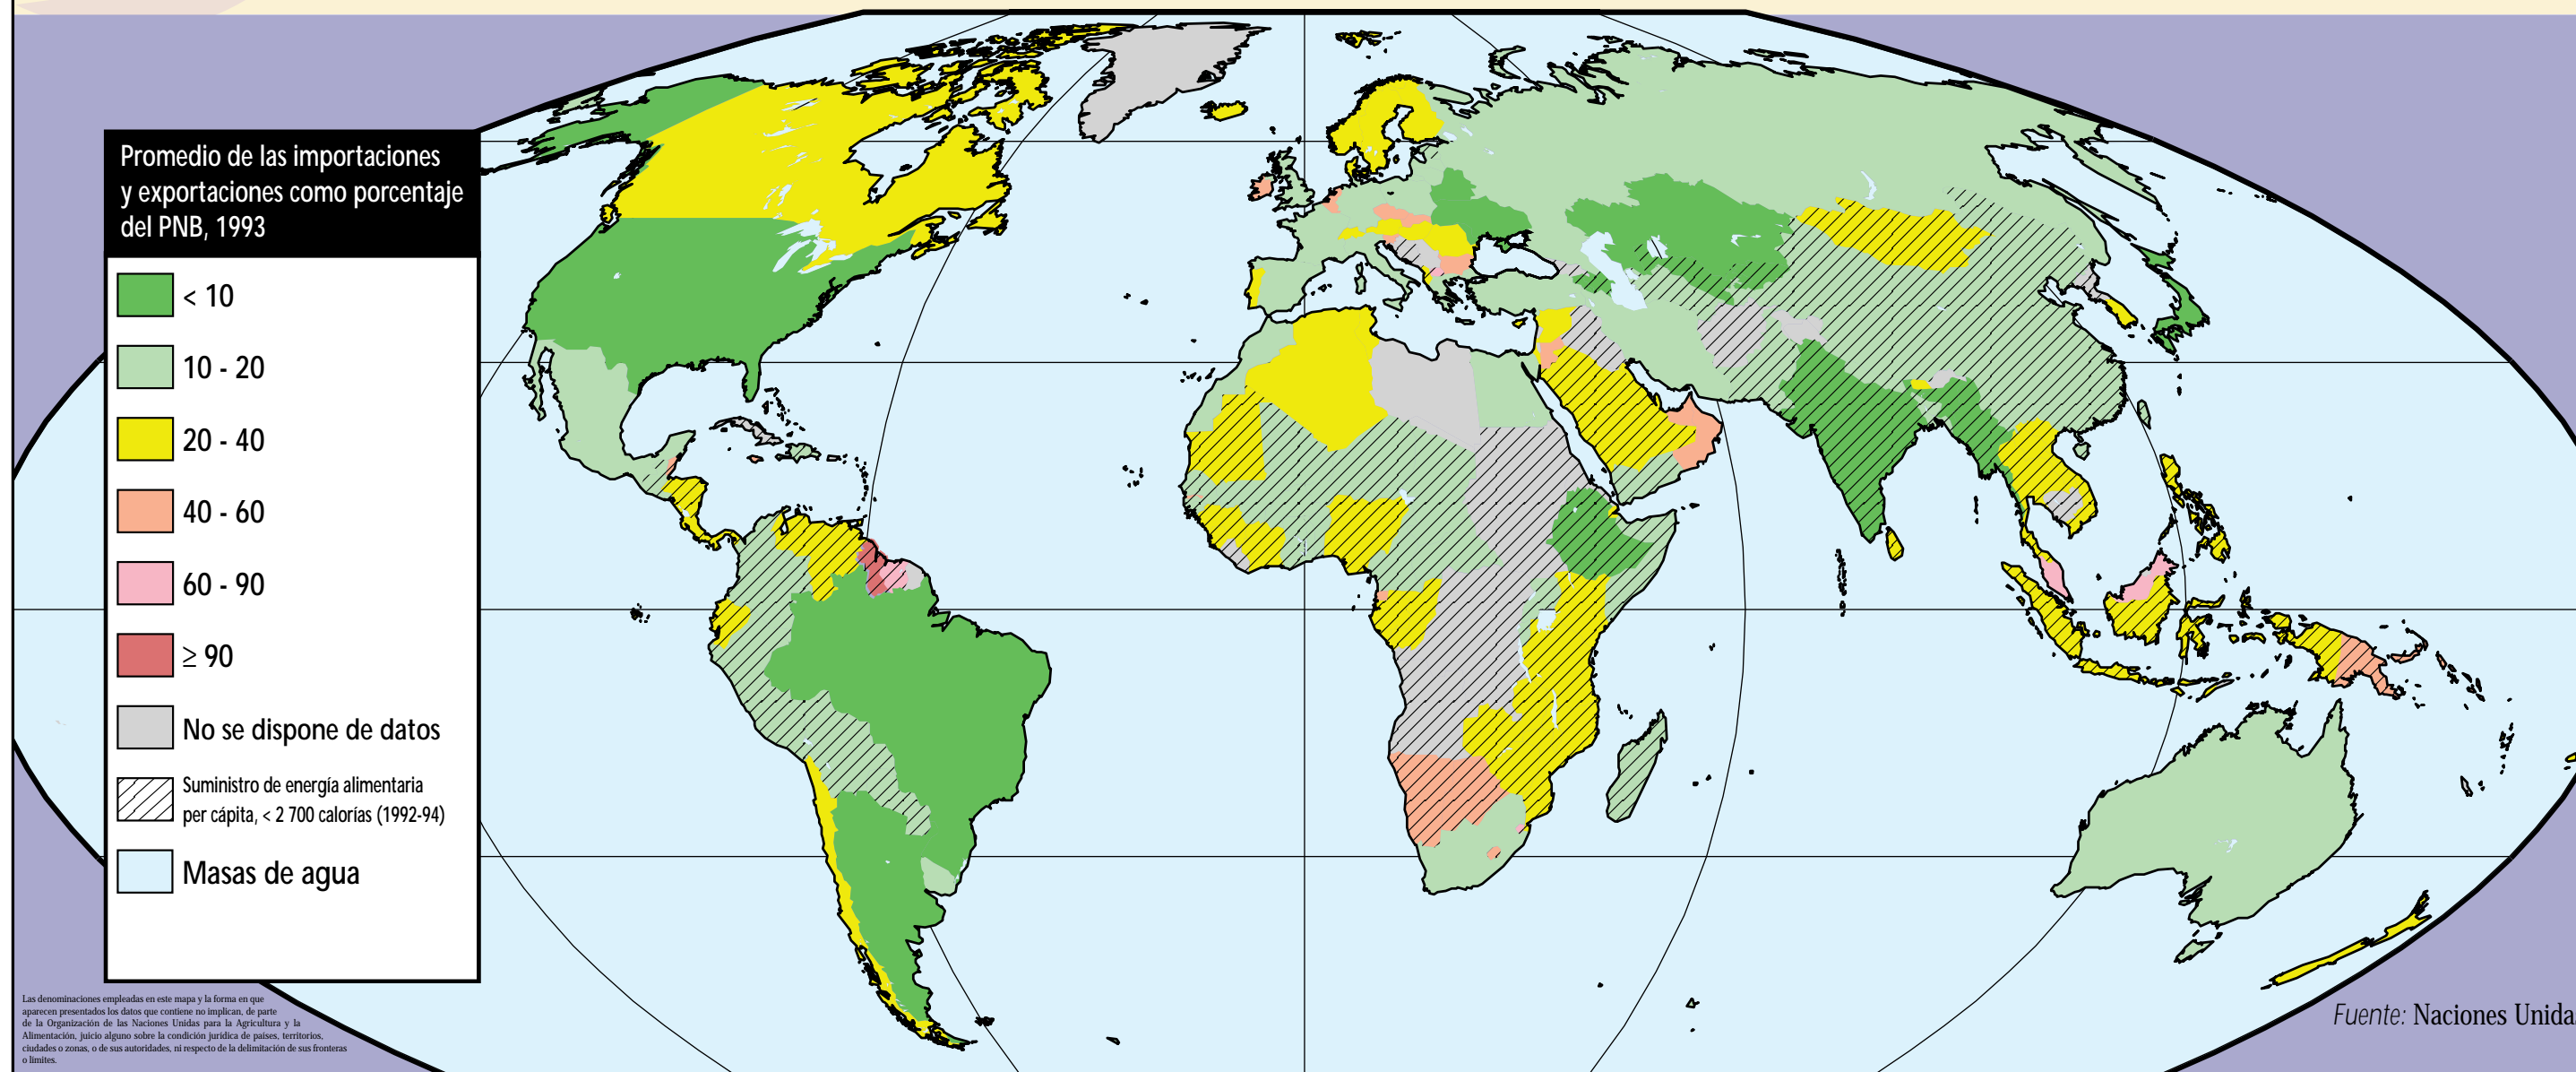 Promedio de las importaciones
y exportaciones como porcentaje
del PNB, 1993
< 10
10 - 20
20 - 40
40 - 60
60 - 90
≥ 90
No se dispone de datos
Suministro de energía alimentaria
per cápita, < 2 700 calorías (1992-94)
Masas de agua
Las denominaciones empleadas en este mapa y la forma en que
aparecen presentados los datos que contiene no implican, de parte
de la Organización de las Naciones Unidas para la Agricultura y la
Alimentación, juicio alguno sobre la condición jurídica de países, territorios,
ciudades o zonas, o de sus autoridades, ni respecto de la delimitación de sus fronteras
o límites.
Fuente: Naciones Unidas